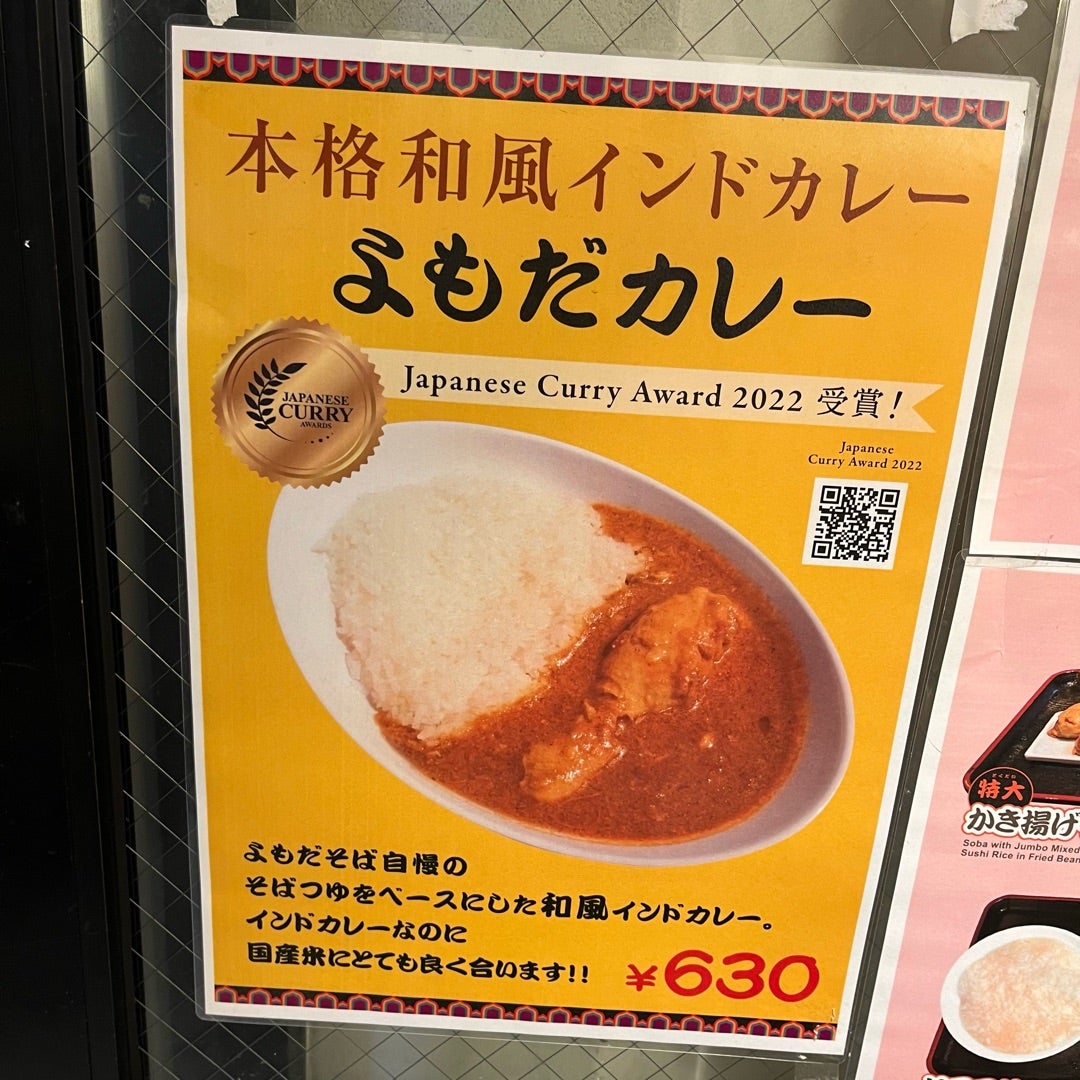 本格和風インドカレー
よもだカレー
JAPANESE
CURRY
AWARDS
Japanese Curry Award 2022 受賞！
Japanese
Curry Award 2022
よもだそば自慢の
そばつゆをベースにした和風インドカレー。
インドカレーなのに
国産米にとても良く合います!!
¥630
とくだい
特大
かき揚げ
Soba with Jumbo Mixed
Sushi Rice in Fried Bean